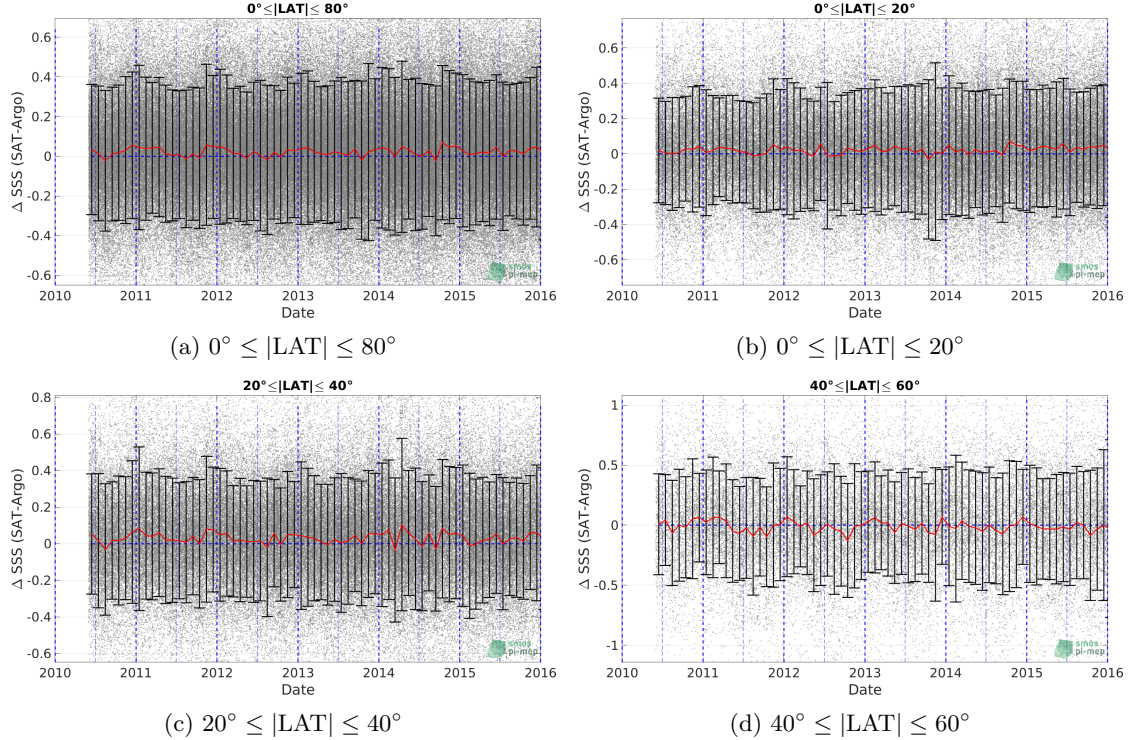 0°≤|LAT|≤ 80°
Δ SSS (SAT-Argo)
0.6
0.4
0.2
0
-0.2
-0.4
-0.6
2010 2011 2012 2013 2014 2015 2016
Date
smos
pi-mep
(a) 0° ≤ |LAT| ≤ 80°
0°≤|LAT|≤ 20°
Δ SSS (SAT-Argo)
0.6
0.4
0.2
0
-0.2
-0.4
-0.6
2010 2011 2012 2013 2014 2015 2016
Date
smos
pi-mep
(b) 0° ≤ |LAT| ≤ 20°
20°≤|LAT|≤ 40°
Δ SSS (SAT-Argo)
0.8
0.6
0.4
0.2
0
-0.2
-0.4
-0.6
2010 2011 2012 2013 2014 2015 2016
Date
smos
pi-mep
(c) 20° ≤ |LAT| ≤ 40°
40°≤|LAT|≤ 60°
Δ SSS (SAT-Argo)
1
0.5
0
-0.5
-1
2010 2011 2012 2013 2014 2015 2016
Date
smos
pi-mep
(d) 40° ≤ |LAT| ≤ 60°